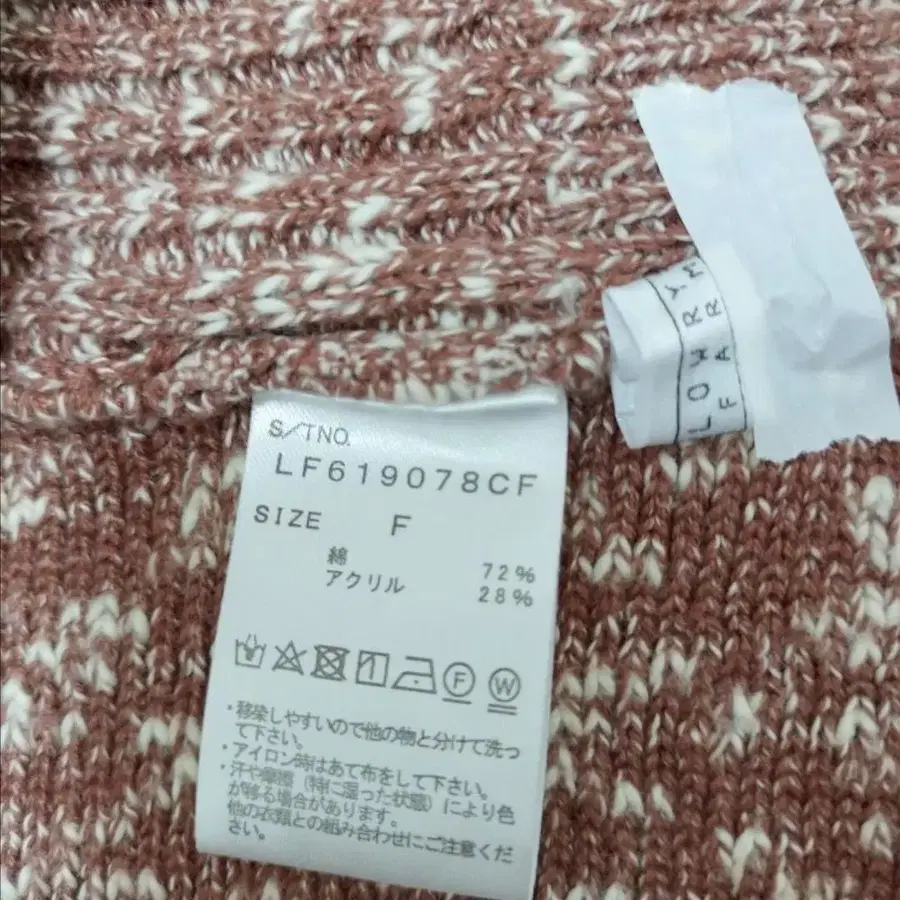 LOWRYM
FAR
S/TNO.
LF619078CF
SIZE F
綿 72%
アクリル 28%
F W
・移染しやすいので他の物と分けて洗っ
て下さい。
・アイロン時はあて布をして下さい。
・汗や摩擦（特に湿った状態）により色
が移る場合があります。
他の衣類との組み合わせにご注意くだ
さい。